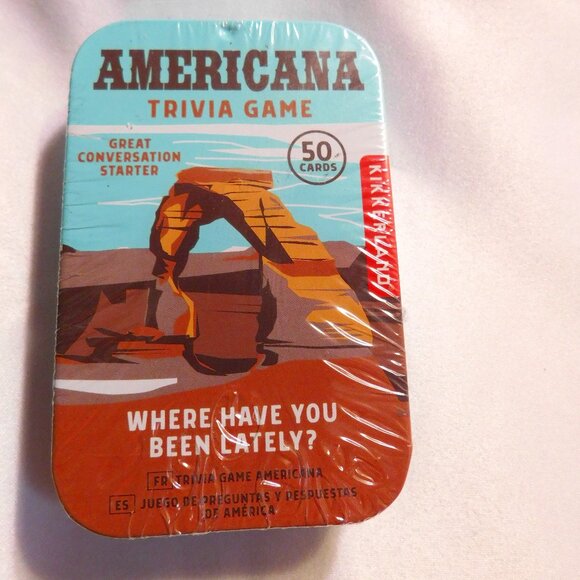 AMERICANA
TRIVIA GAME
GREAT
CONVERSATION
STARTER
50
CARDS
KIKKERLAND
WHERE HAVE YOU
BEEN LATELY?
FR TRIVIA GAME AMERICANA
ES JUEGO DE PREGUNTAS Y RESPUESTAS
DE AMÉRICA